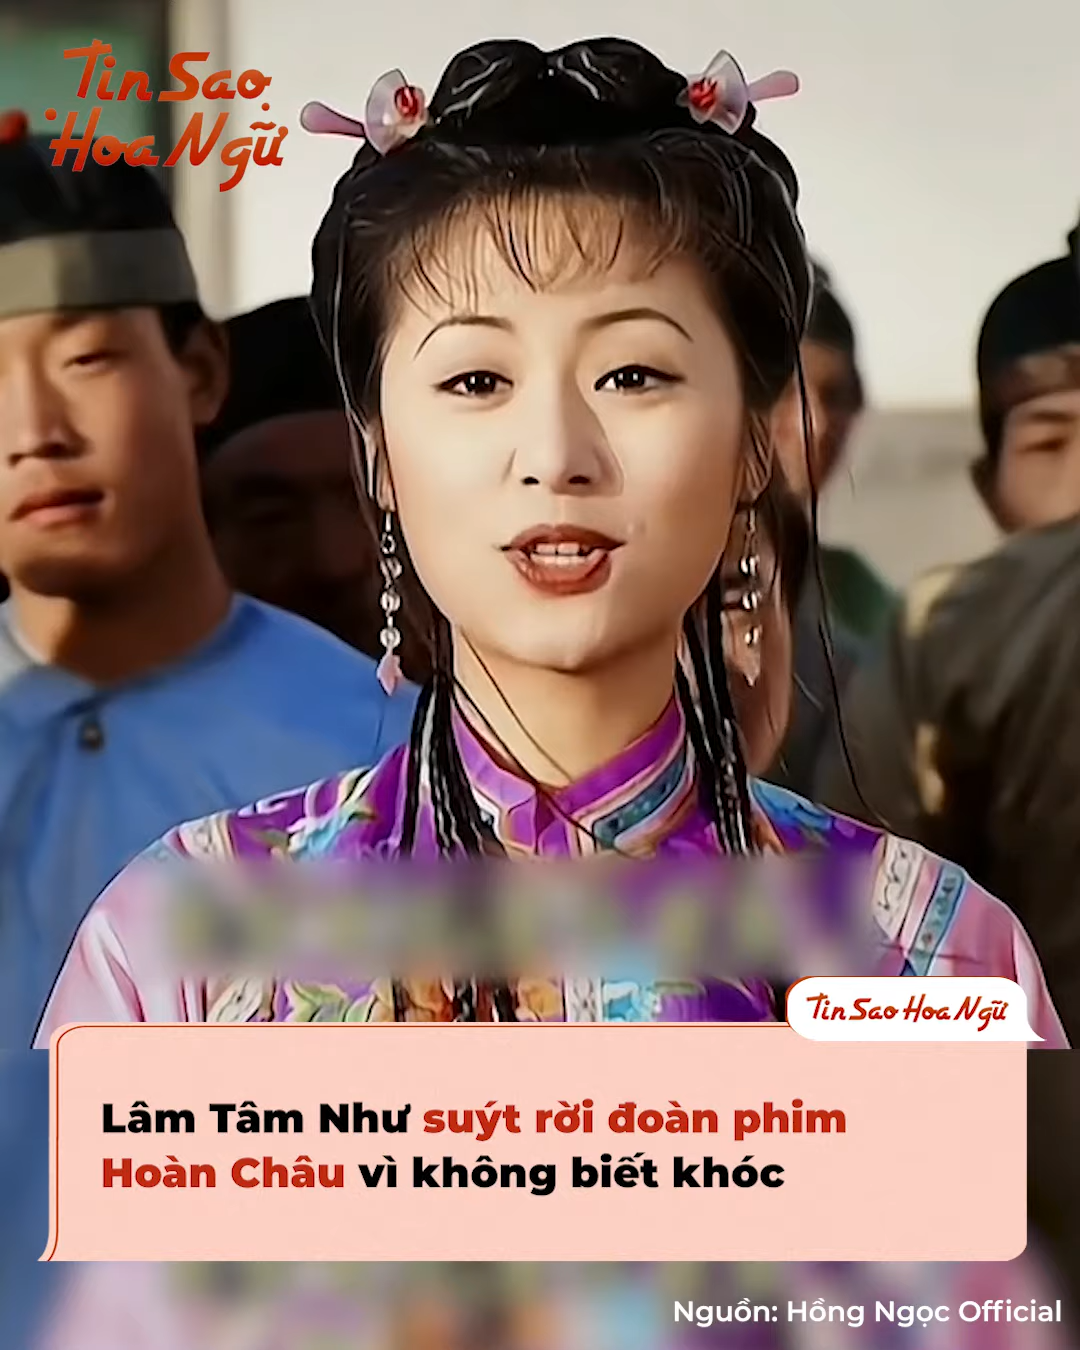 Tin Sao
Hoa Ngữ
Tin Sao Hoa Ngữ
Lâm Tâm Như suýt rời đoàn phim
Hoàn Châu vì không biết khóc
Nguồn: Hồng Ngọc Official